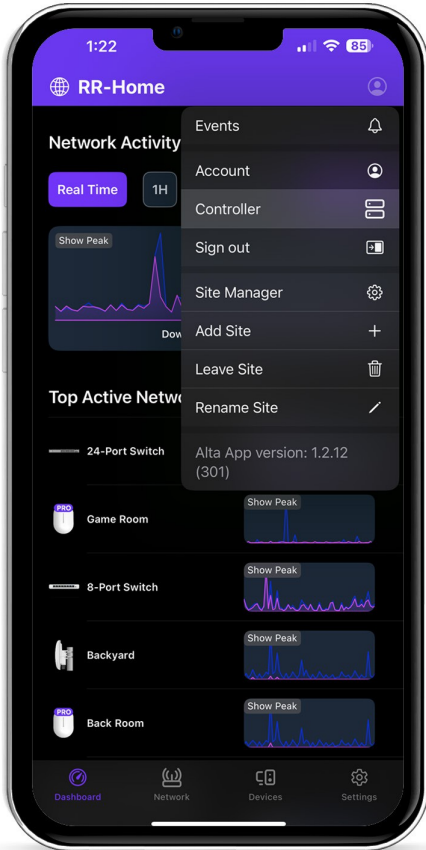 1:22
85
RR-Home
Events
Network Activity
Account
Real Time
1H
Controller
Show Peak
Sign out
Site Manager
Add Site
Leave Site
Rename Site
Alta App version: 1.2.12
(301)
Dow
Top Active Netwo
24-Port Switch
PRO
Game Room
Show Peak
8-Port Switch
Show Peak
Backyard
Show Peak
PRO
Back Room
Show Peak
Dashboard
Network
Devices
Settings